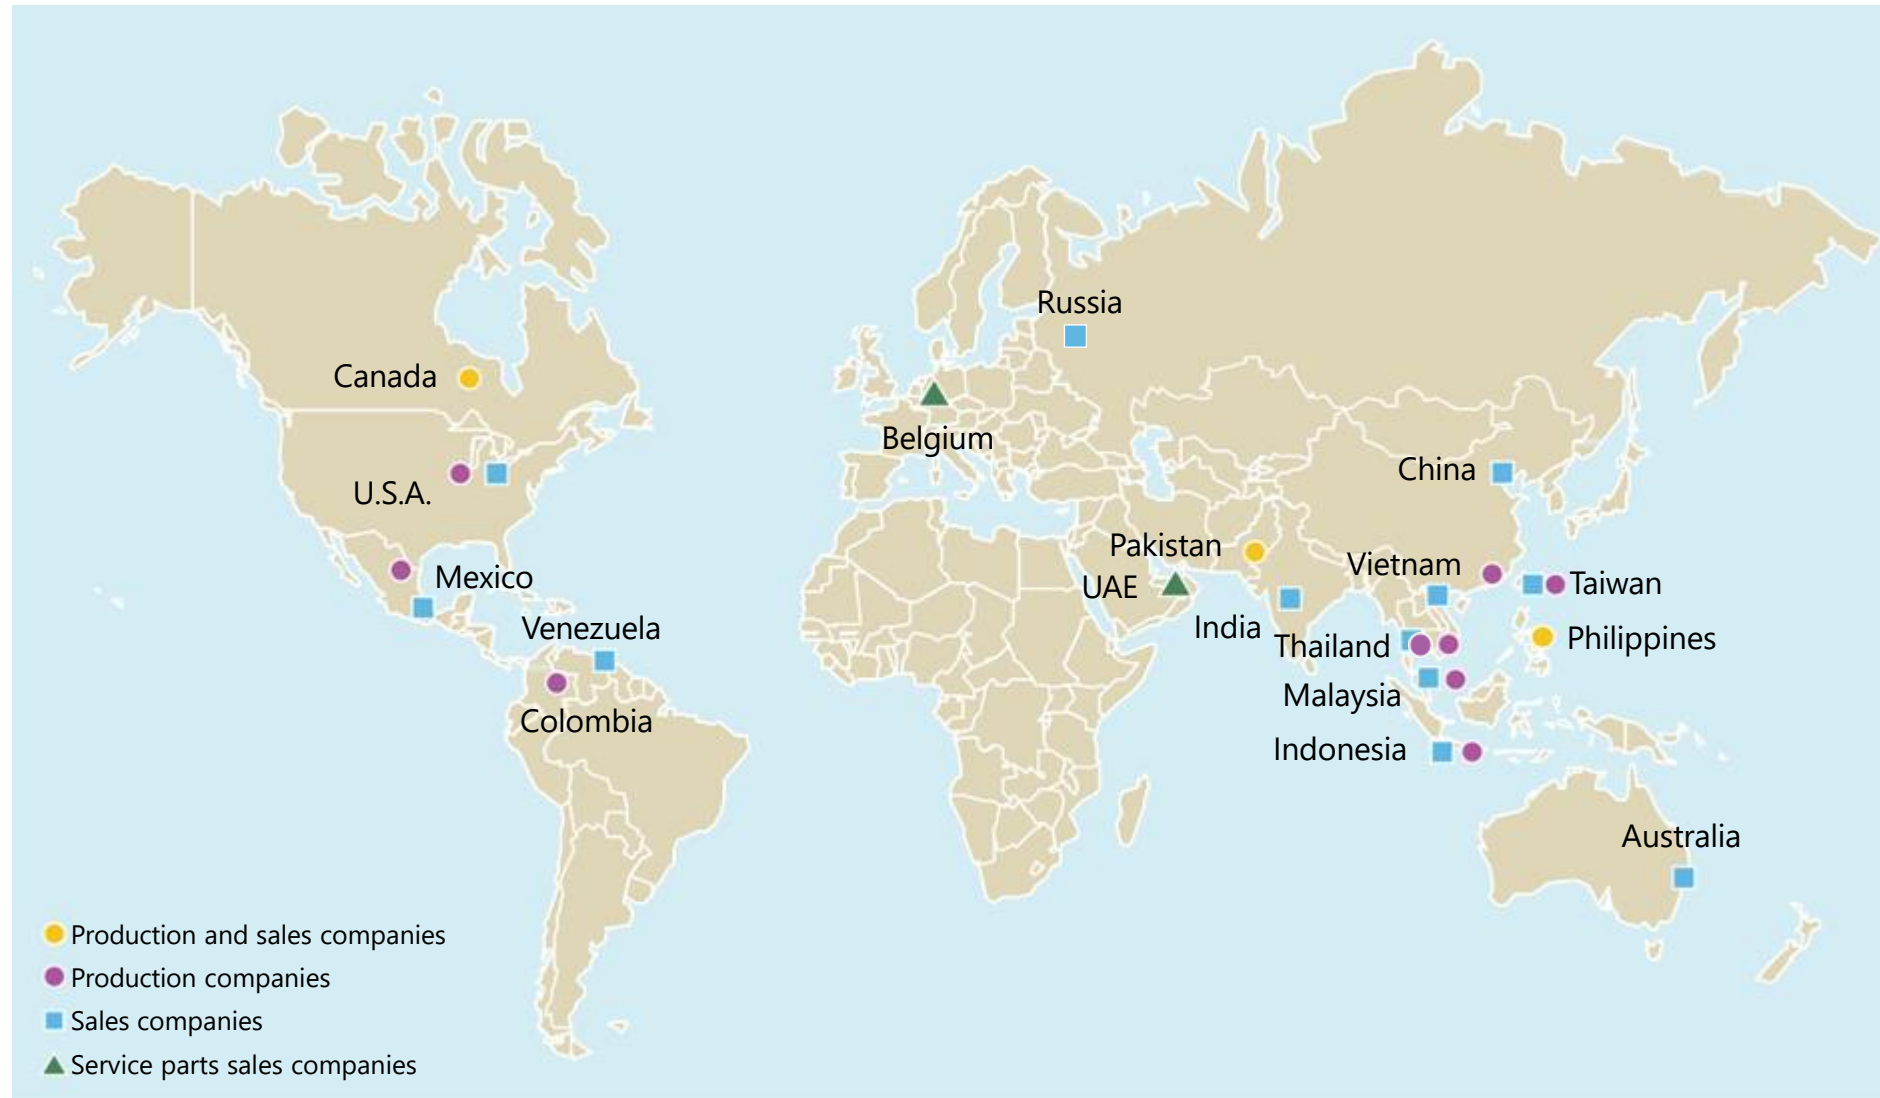 Russia
Canada
Belgium
China
U.S.A.
Pakistan
Vietnam
Mexico
UAE
Taiwan
Venezuela
India
Thailand
Philippines
Malaysia
Colombia
Indonesia
Australia
Production and sales companies
Production companies
Sales companies
Service parts sales companies